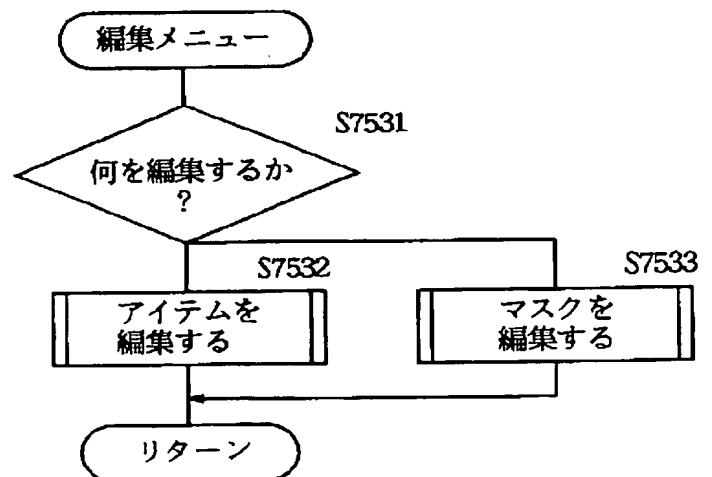 編集メニュー
S7531
何を編集するか
?
S7532
S7533
アイテムを
編集する
マスクを
編集する
リターン